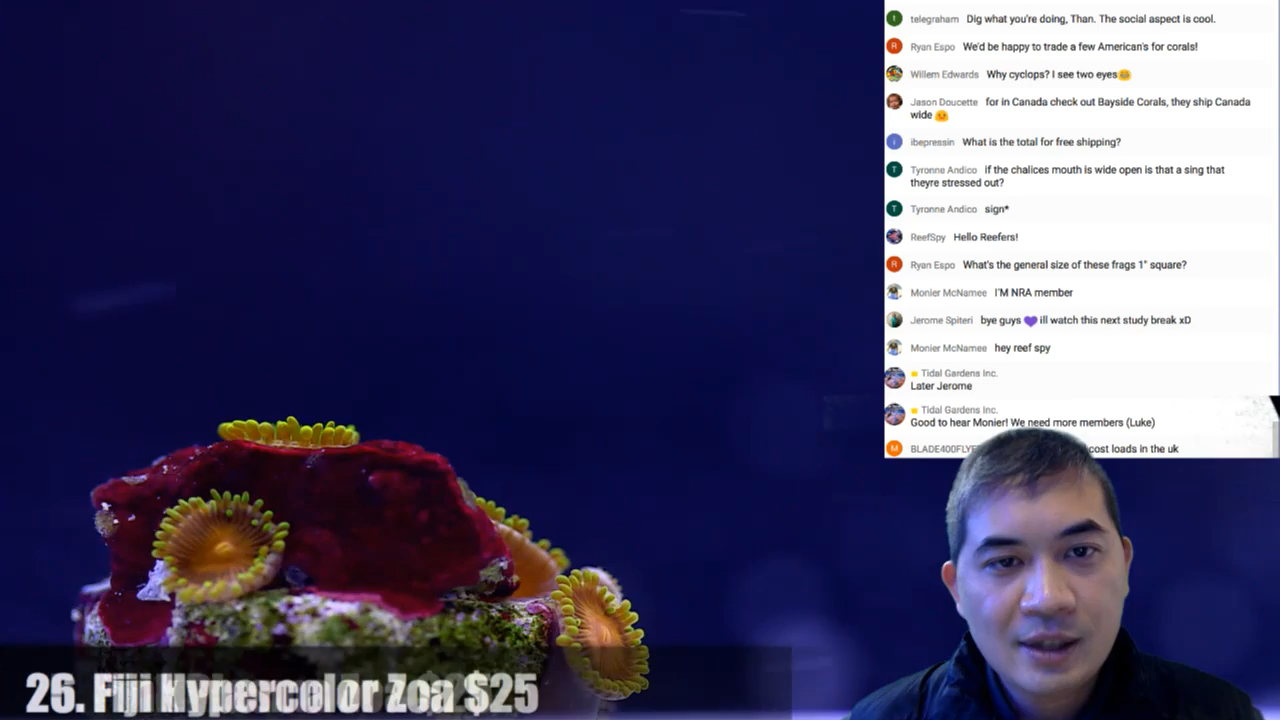 telegraham Dig what you're doing, Than. The social aspect is cool.
Ryan Espo We'd be happy to trade a few American's for corals!
Willem Edwards Why cyclops? I see two eyes
Jason Doucette for in Canada check out Bayside Corals, they ship Canada
wide
ibepressin What is the total for free shipping?
Tyronne Andico if the chalices mouth is wide open is that a sing that
theyre stressed out?
Tyronne Andico sign*
ReefSpy Hello Reefers!
Ryan Espo What's the general size of these frags 1" square?
Monier McNamee I'M NRA member
Jerome Spiteri bye guys 💜 ill watch this next study break xD
Monier McNamee hey reef spy
Tidal Gardens Inc.
Later Jerome
Tidal Gardens Inc.
Good to hear Monier! We need more members (Luke)
cost loads in the uk
26. Fiji Hypercolor Zoa $25